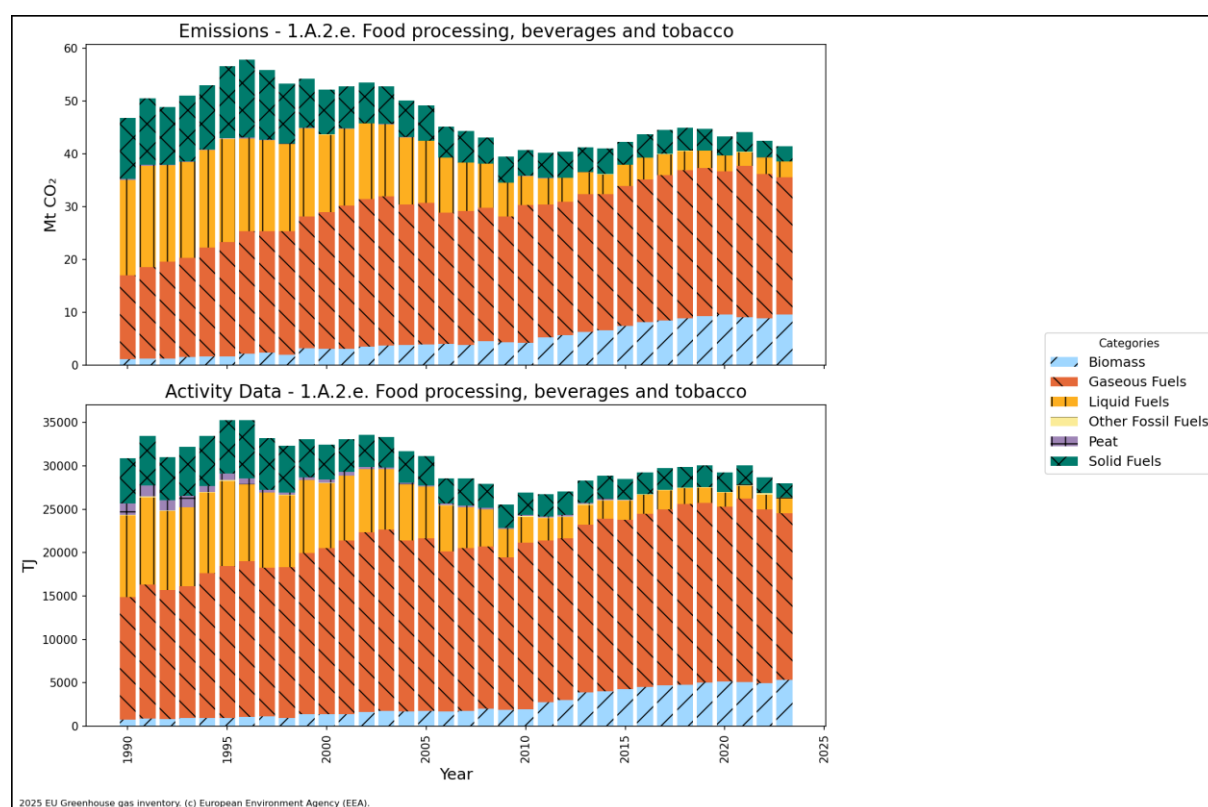 Emissions - 1.A.2.e. Food processing, beverages and tobacco
60
50
40
30
20
10
0
Mt CO₂
Activity Data - 1.A.2.e. Food processing, beverages and tobacco
35000
30000
25000
20000
15000
10000
5000
0
TJ
1990
1995
2000
2005
2010
2015
2020
2025
Year
Categories
Biomass
Gaseous Fuels
Liquid Fuels
Other Fossil Fuels
Peat
Solid Fuels
2025 EU Greenhouse gas inventory. (c) European Environment Agency (EEA).